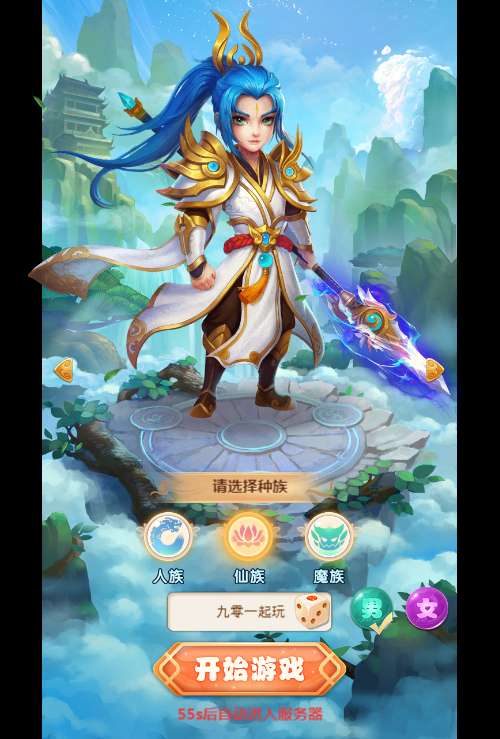 请选择种族
人族
仙族
魔族
九零一起玩
男
女
开始游戏
55s后自动进入服务器